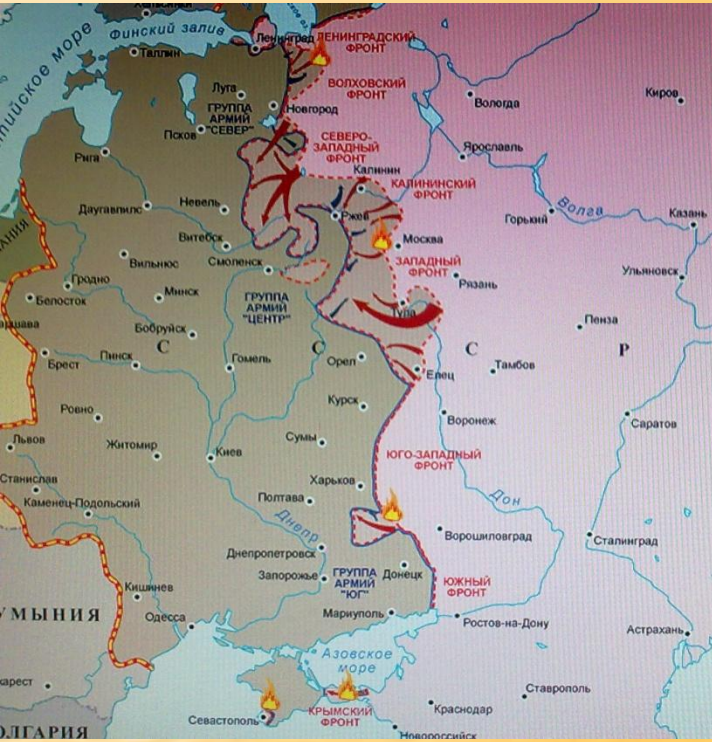 Хельсинки
Финский залив
Ленинград
ЛЕНИНГРАДСКИЙ
ФРОНТ
Таллин
ВОЛХОВСКИЙ
ФРОНТ
Киров
Вологда
Луга
ГРУППА
АРМИЙ
"СЕВЕР"
Новгород
Псков
СЕВЕРО-
ЗАПАДНЫЙ
ФРОНТ
Ярославль
Рига
Калинин
КАЛИНИНСКИЙ
ФРОНТ
Даугавпилс
Невель
Ржев
Горький
Волга
Казань
Витебск
Москва
Вильнюс
Смоленск
ЗАПАДНЫЙ
ФРОНТ
Рязань
Ульяновск
Гродно
Минск
Белосток
ГРУППА
АРМИЙ
"ЦЕНТР"
Тула
Пенза
Бобруйск
С С С Р
Брест
Пинск
Гомель
Орел
Елец
Тамбов
Курск
Ровно
Воронеж
Саратов
Львов
Житомир
Киев
Сумы
ЮГО-ЗАПАДНЫЙ
ФРОНТ
Станислав
Харьков
Каменец-Подольский
Полтава
Дон
Днепр
Ворошиловград
Сталинград
Днепропетровск
Запорожье
ГРУППА
АРМИЙ
"ЮГ"
Донецк
ЮЖНЫЙ
ФРОНТ
Кишинев
УМЫНИЯ
Одесса
Мариуполь
Ростов-на-Дону
Астрахань
Азовское
море
Ставрополь
Севастополь
КРЫМСКИЙ
ФРОНТ
Краснодар
Новороссийск
ОЛГАРИЯ